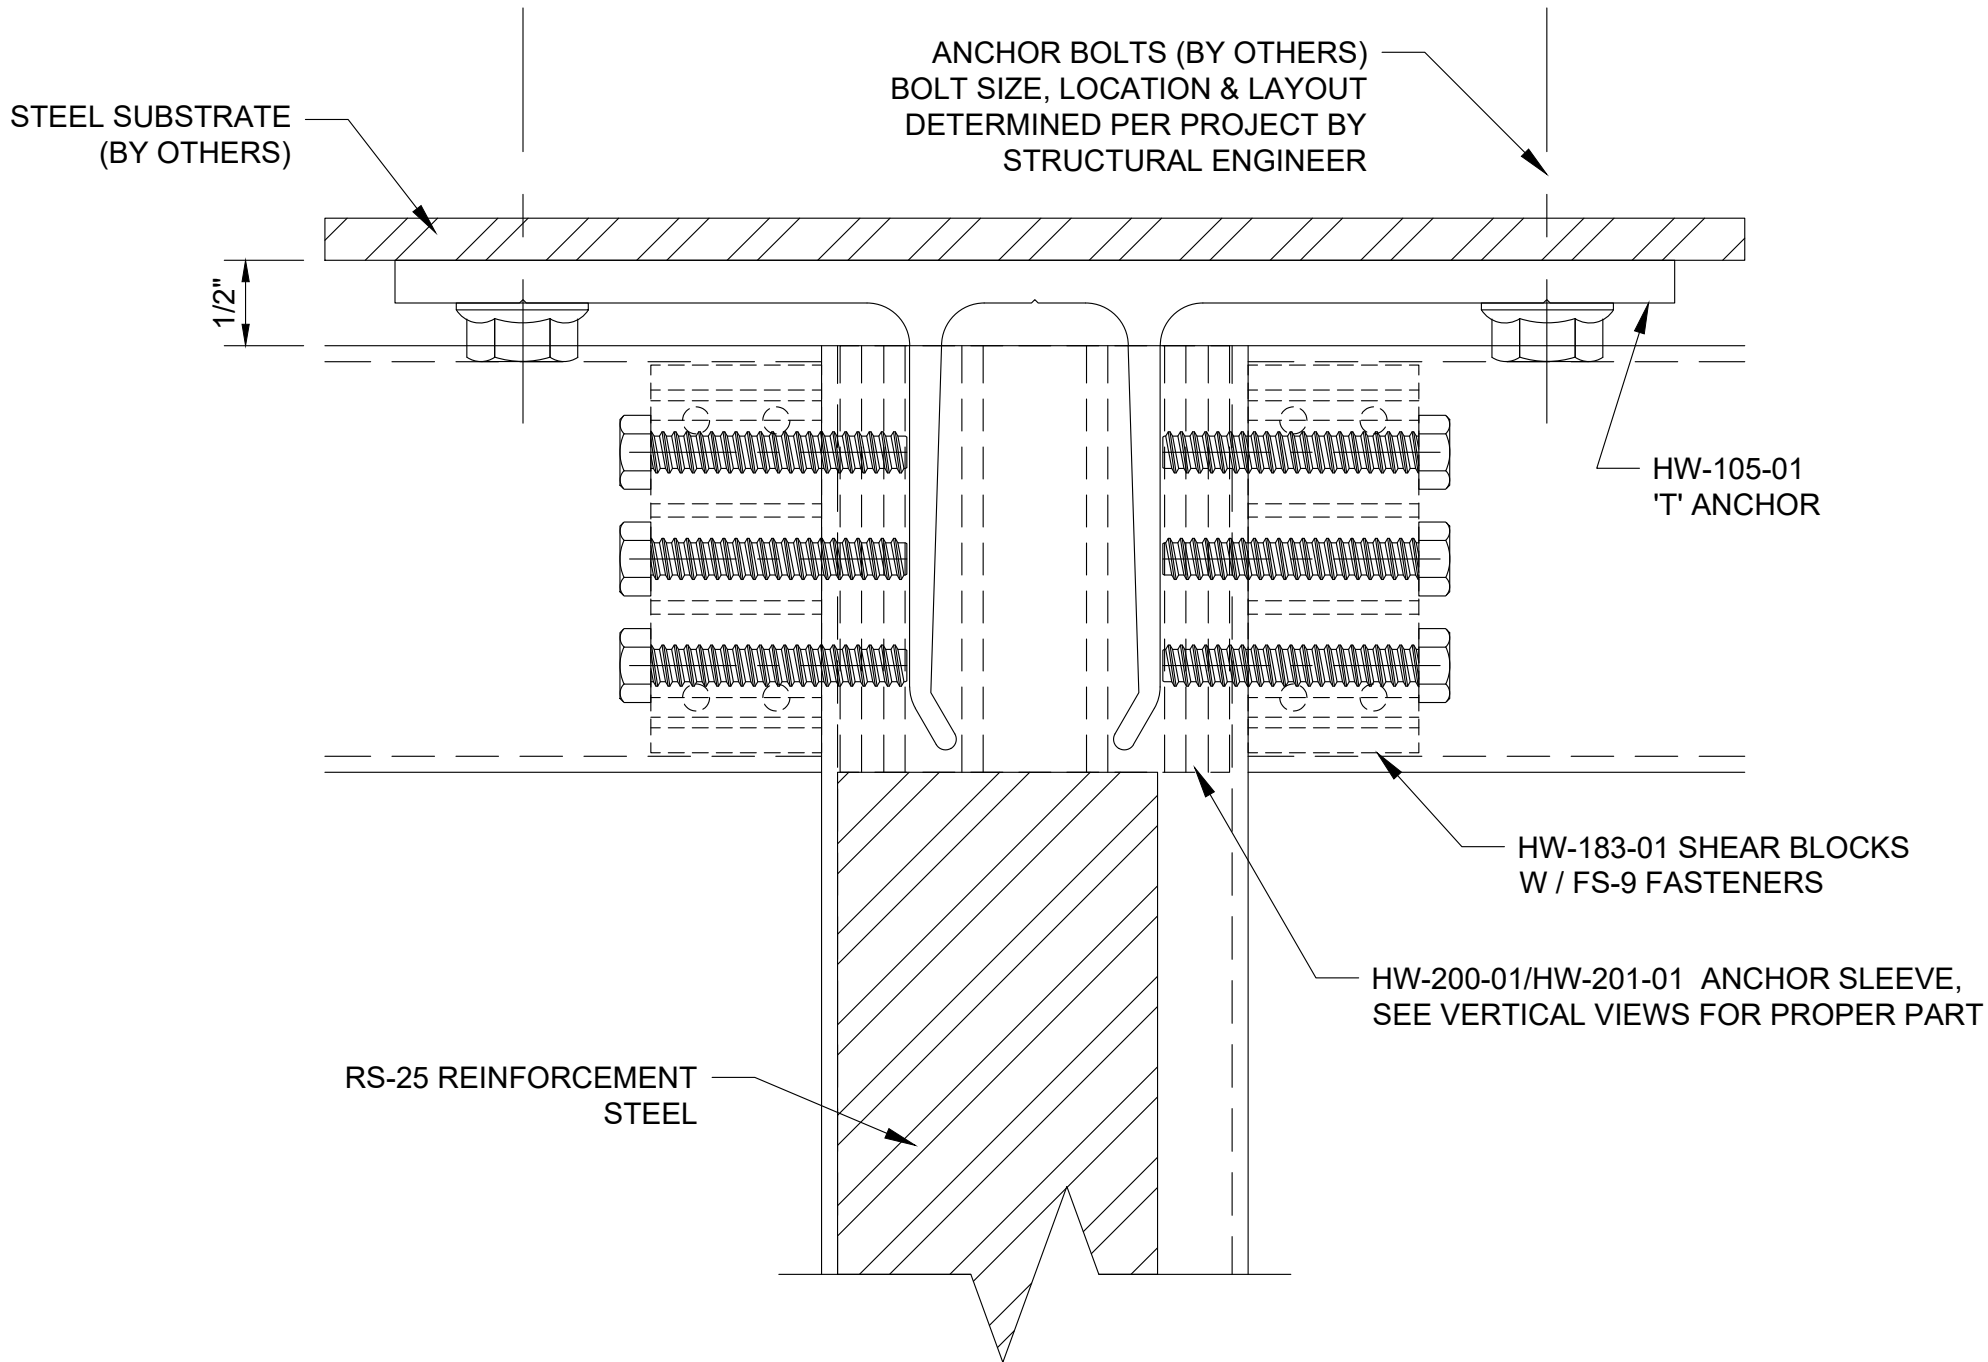 ANCHOR BOLTS (BY OTHERS)
BOLT SIZE, LOCATION & LAYOUT
DETERMINED PER PROJECT BY
STRUCTURAL ENGINEER
STEEL SUBSTRATE
(BY OTHERS)
1/2"
HW-105-01
'T' ANCHOR
HW-183-01 SHEAR BLOCKS
W / FS-9 FASTENERS
HW-200-01/HW-201-01 ANCHOR SLEEVE,
SEE VERTICAL VIEWS FOR PROPER PART
RS-25 REINFORCEMENT
STEEL